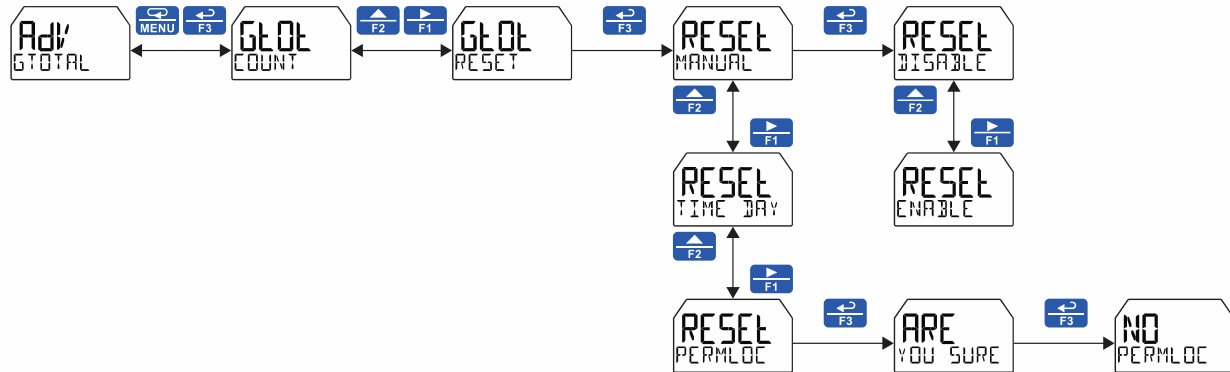 Adv
GTOTAL
MENU
F3
GtOt
COUNT
F2
F1
GtOt
RESET
F3
RESEt
MANUAL
F3
RESEt
DISABLE
F2
F1
F2
F1
RESEt
TIME DAY
RESEt
ENABLE
F2
F1
RESEt
PERMLOC
F3
ARE
YOU SURE
F3
NO
PERMLOC